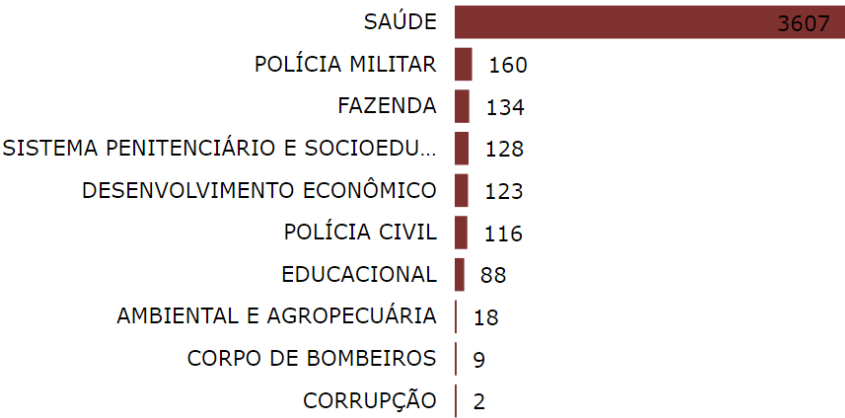 SAÚDE 3607
POLÍCIA MILITAR 160
FAZENDA 134
SISTEMA PENITENCIÁRIO E SOCIOEDU... 128
DESENVOLVIMENTO ECONÔMICO 123
POLÍCIA CIVIL 116
EDUCACIONAL 88
AMBIENTAL E AGROPECUÁRIA 18
CORPO DE BOMBEIROS 9
CORRUPÇÃO 2